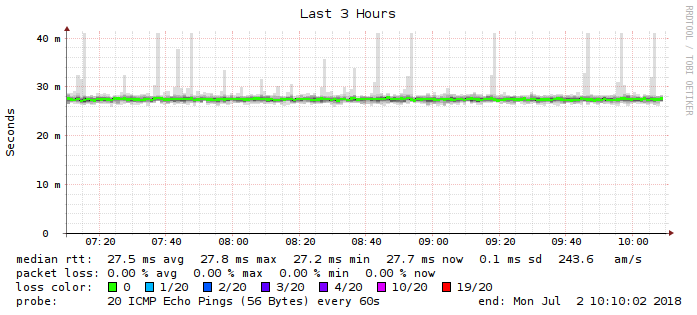 Last 3 Hours
RRDTOOL / TOBI OETIKER
Seconds
40 m
30 m
20 m
10 m
0
07:20 07:40 08:00 08:20 08:40 09:00 09:20 09:40 10:00
median rtt: 27.5 ms avg 27.8 ms max 27.2 ms min 27.7 ms now 0.1 ms sd 243.6 am/s
packet loss: 0.00 % avg 0.00 % max 0.00 % min 0.00 % now
loss color: 0 1/20 2/20 3/20 4/20 10/20 19/20
probe: 20 ICMP Echo Pings (56 Bytes) every 60s end: Mon Jul 2 10:10:02 2018